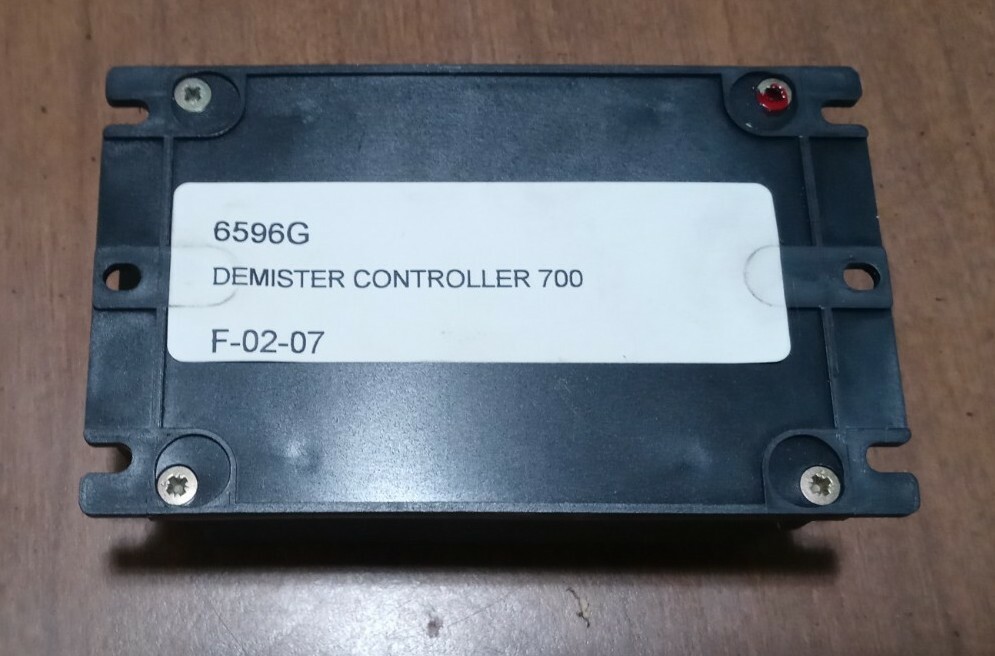 6596G
DEMISTER CONTROLLER 700
F-02-07